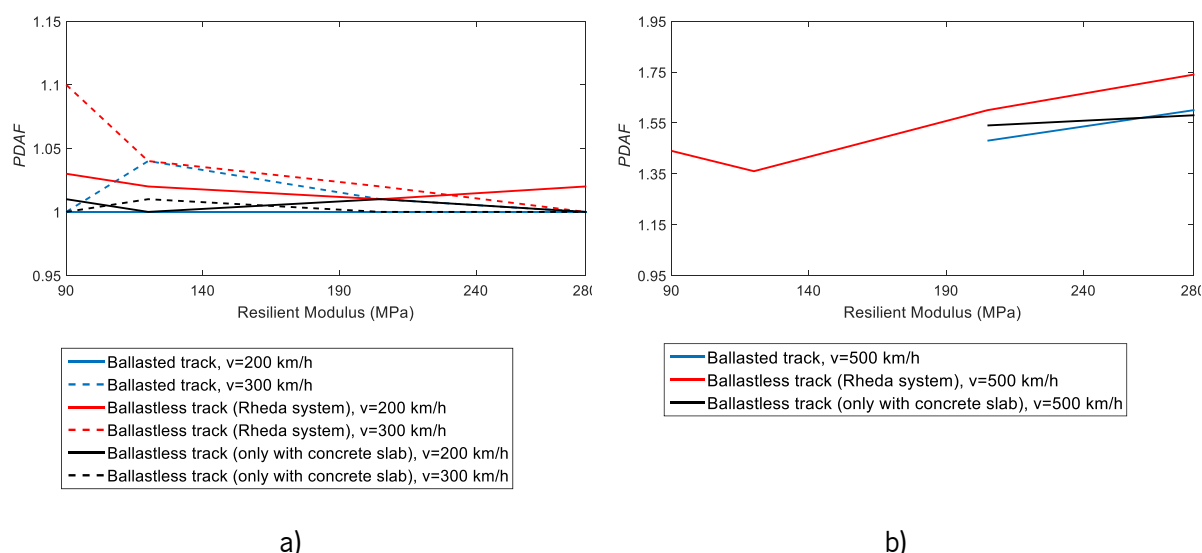 1.15
1.1
1.05
1
0.95
PDAF
90 140 190 240 280
Resilient Modulus (MPa)
Ballasted track, v=200 km/h
Ballasted track, v=300 km/h
Ballastless track (Rheda system), v=200 km/h
Ballastless track (Rheda system), v=300 km/h
Ballastless track (only with concrete slab), v=200 km/h
Ballastless track (only with concrete slab), v=300 km/h
a)
1.95
1.75
1.55
1.35
1.15
0.95
PDAF
90 140 190 240 280
Resilient Modulus (MPa)
Ballasted track, v=500 km/h
Ballastless track (Rheda system), v=500 km/h
Ballastless track (only with concrete slab), v=500 km/h
b)